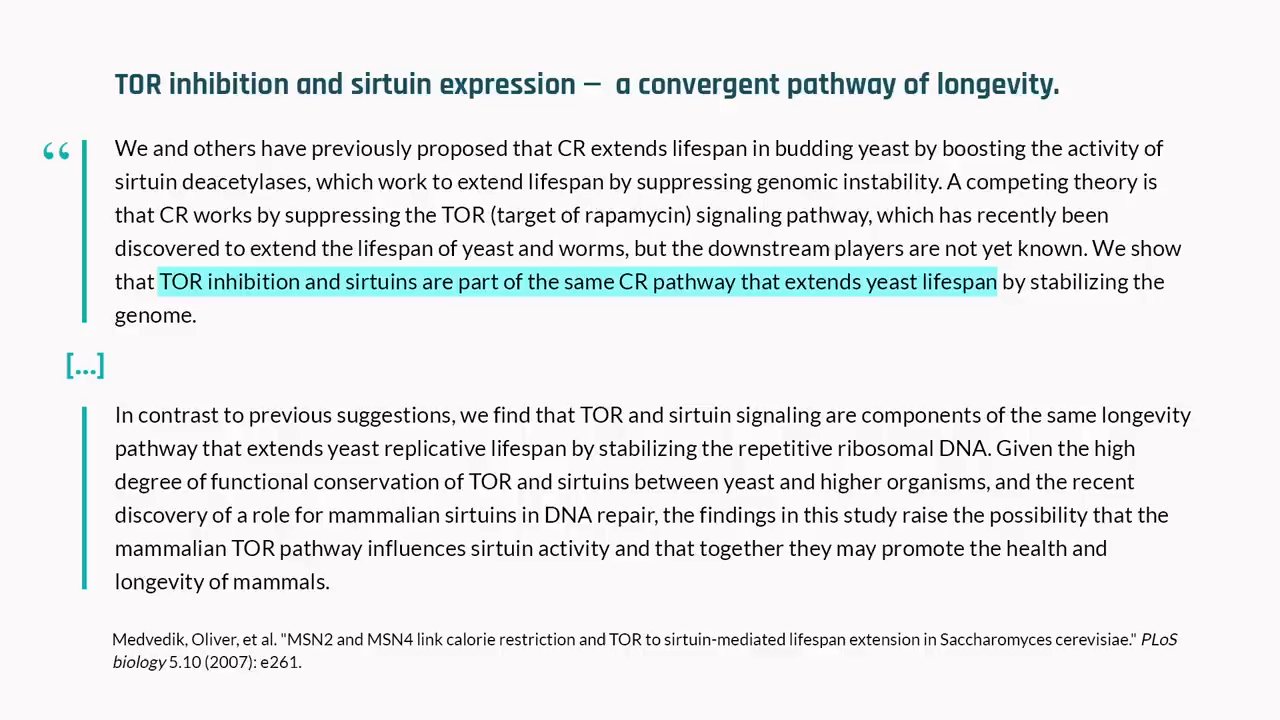 TOR inhibition and sirtuin expression — a convergent pathway of longevity.
“
We and others have previously proposed that CR extends lifespan in budding yeast by boosting the activity of
sirtuin deacetylases, which work to extend lifespan by suppressing genomic instability. A competing theory is
that CR works by suppressing the TOR (target of rapamycin) signaling pathway, which has recently been
discovered to extend the lifespan of yeast and worms, but the downstream players are not yet known. We show
that TOR inhibition and sirtuins are part of the same CR pathway that extends yeast lifespan by stabilizing the
genome.
[...]
In contrast to previous suggestions, we find that TOR and sirtuin signaling are components of the same longevity
pathway that extends yeast replicative lifespan by stabilizing the repetitive ribosomal DNA. Given the high
degree of functional conservation of TOR and sirtuins between yeast and higher organisms, and the recent
discovery of a role for mammalian sirtuins in DNA repair, the findings in this study raise the possibility that the
mammalian TOR pathway influences sirtuin activity and that together they may promote the health and
longevity of mammals.
Medvedik, Oliver, et al. "MSN2 and MSN4 link calorie restriction and TOR to sirtuin-mediated lifespan extension in Saccharomyces cerevisiae." PLoS
biology 5.10 (2007): e261.